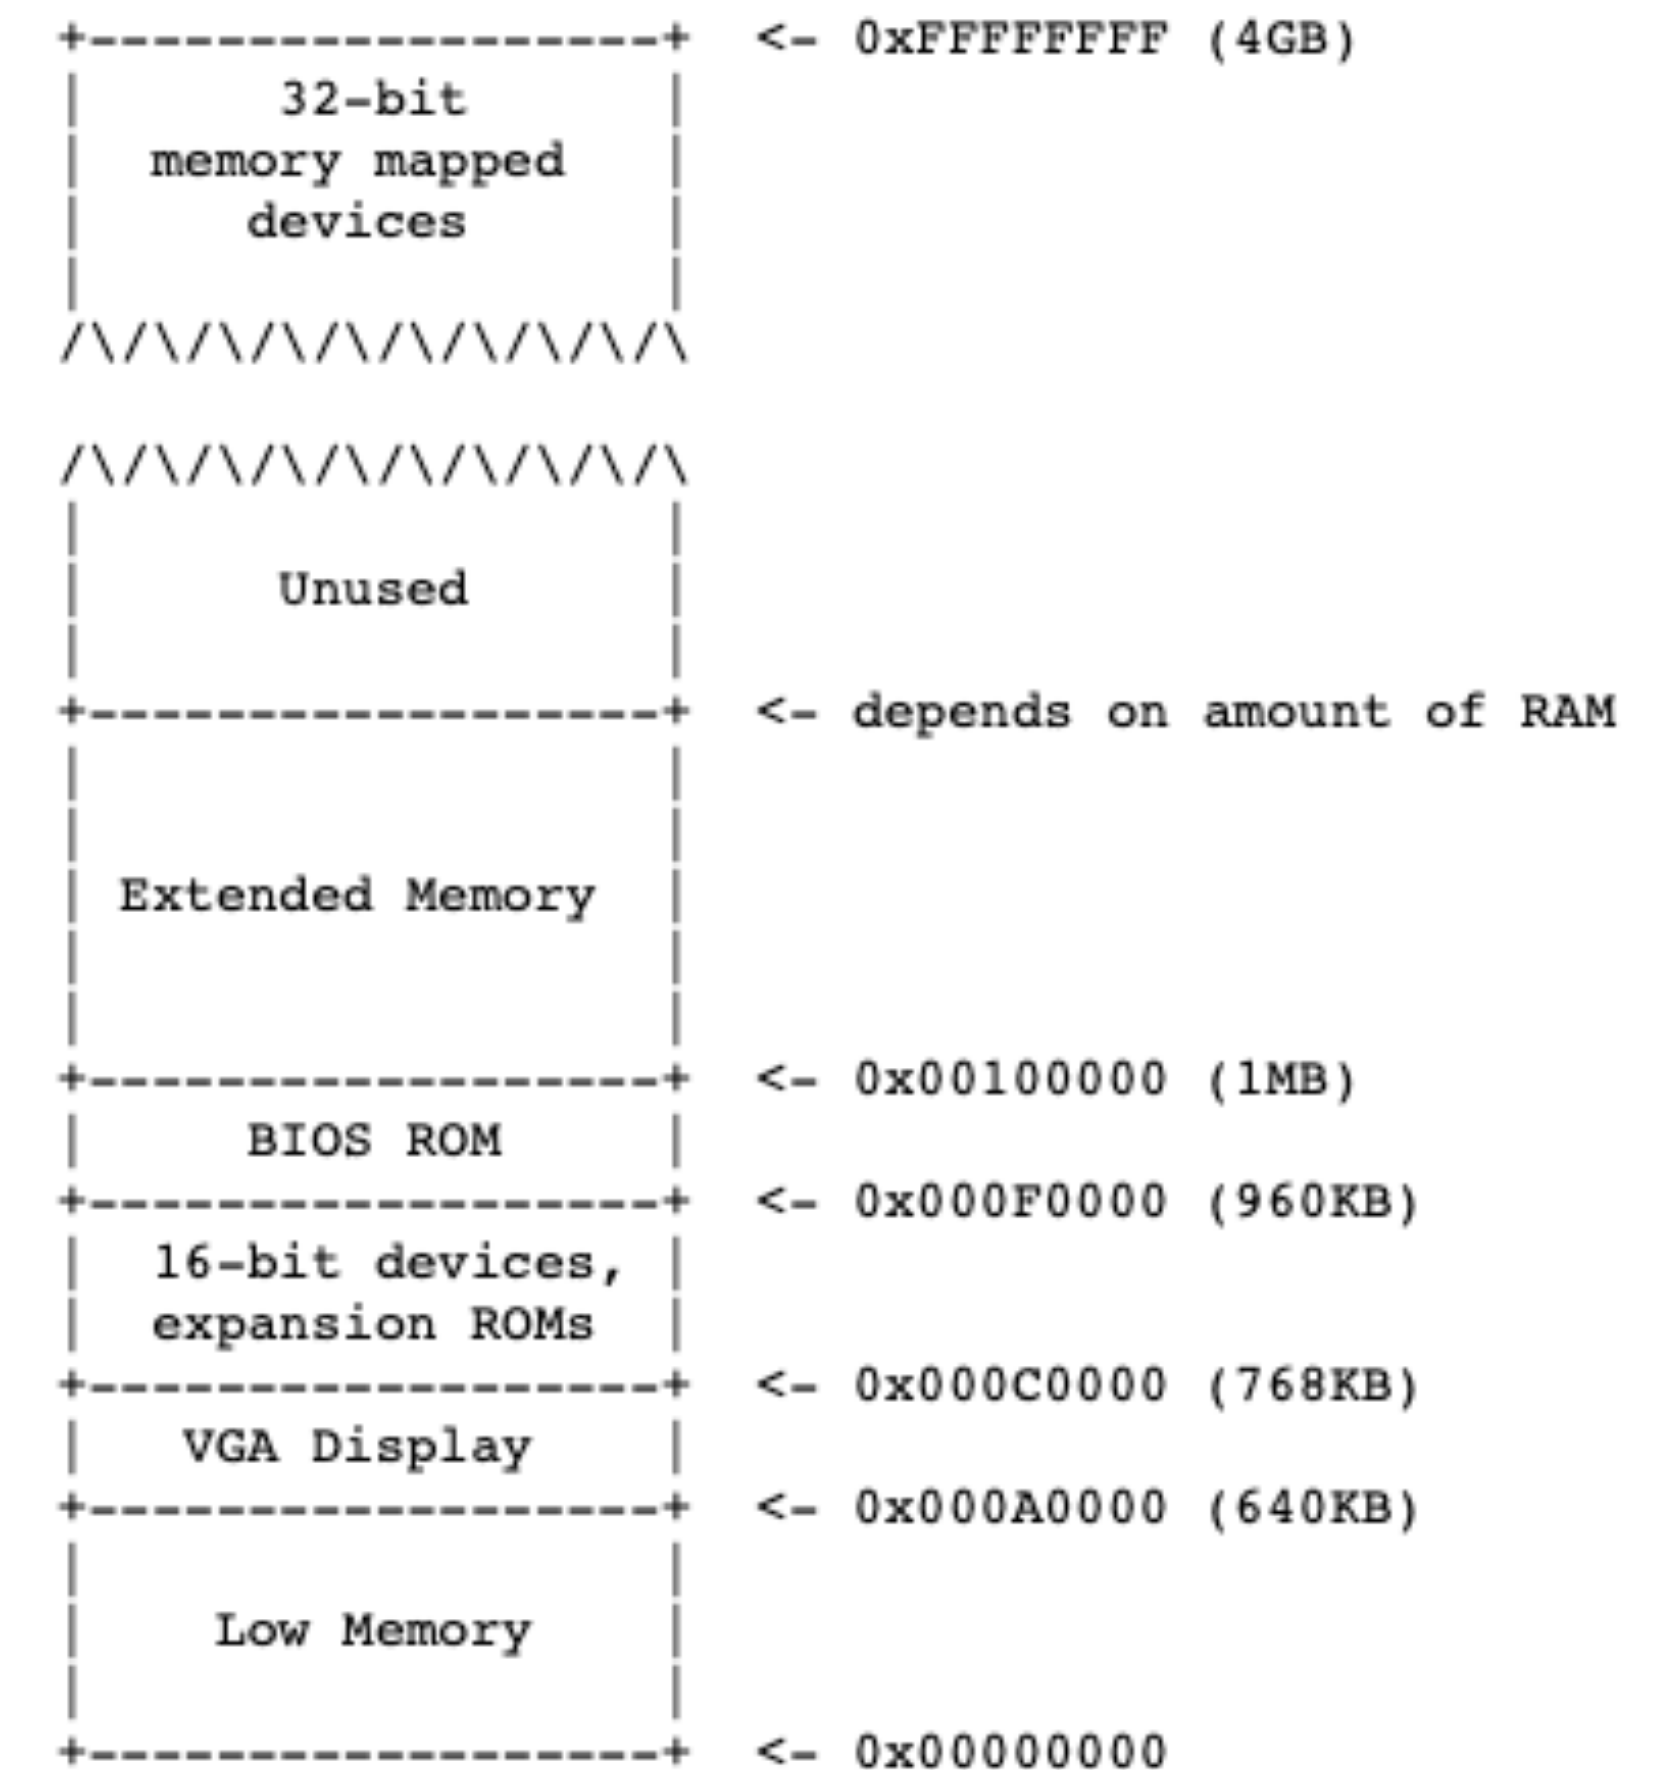 +------------------+  <- 0xFFFFFFFF (4GB)
|      32-bit      |
|  memory mapped   |
|     devices      |
|                  |
/\/\/\/\/\/\/\/\/\/\

/\/\/\/\/\/\/\/\/\/\
|                  |
|      Unused      |
|                  |
+------------------+  <- depends on amount of RAM
|                  |
|                  |
| Extended Memory  |
|                  |
|                  |
+------------------+  <- 0x00100000 (1MB)
|     BIOS ROM     |
+------------------+  <- 0x000F0000 (960KB)
|  16-bit devices, |
|  expansion ROMs  |
+------------------+  <- 0x000C0000 (768KB)
|   VGA Display    |
+------------------+  <- 0x000A0000 (640KB)
|                  |
|    Low Memory    |
|                  |
+------------------+  <- 0x00000000